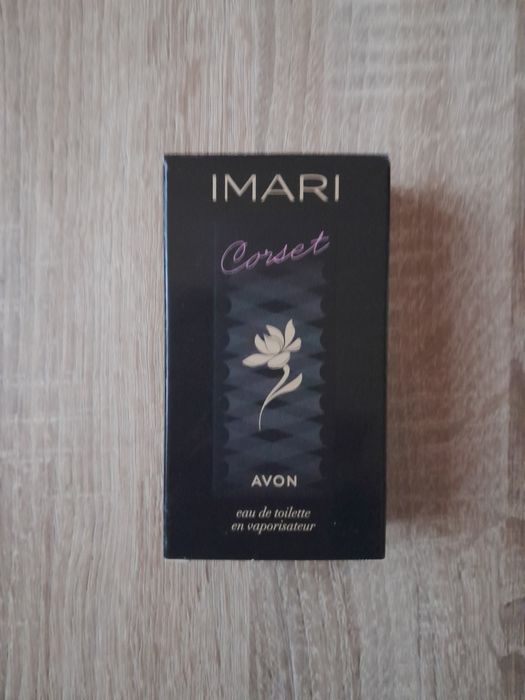 IMARI
Corset
AVON
eau de toilette
en vaporisateur